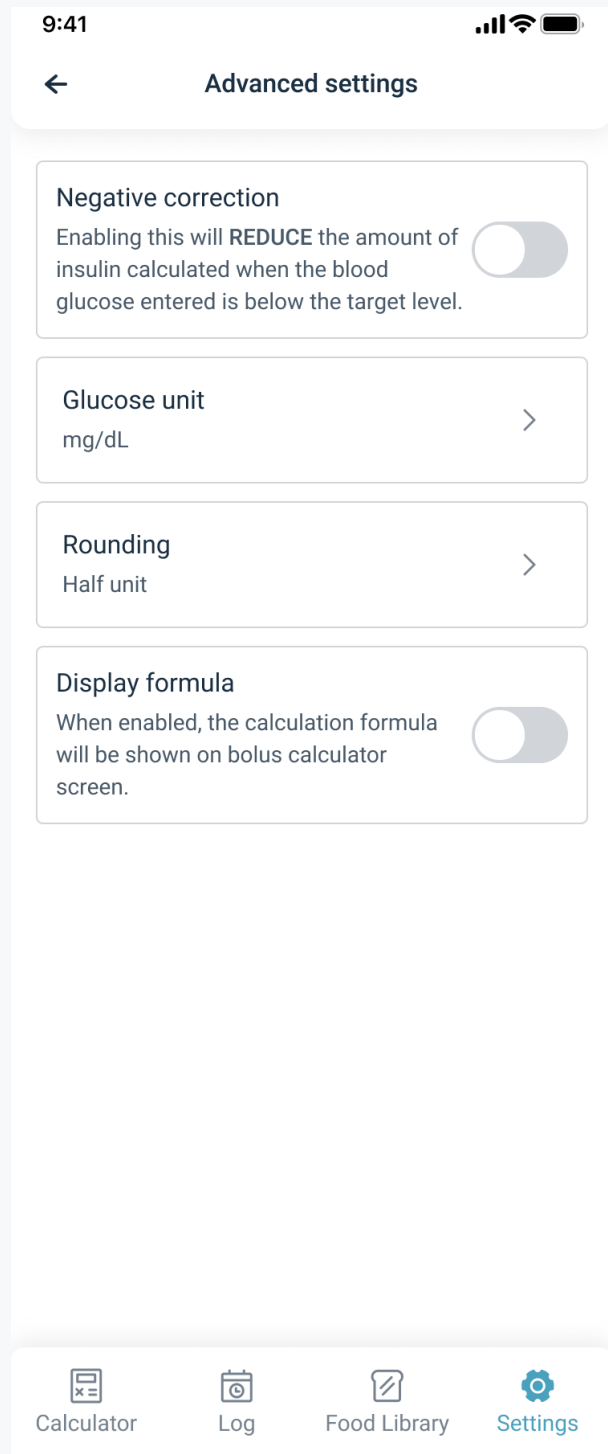 9:41
Advanced settings
Negative correction
Enabling this will REDUCE the amount of
insulin calculated when the blood
glucose entered is below the target level.
Glucose unit
mg/dL
Rounding
Half unit
Display formula
When enabled, the calculation formula
will be shown on bolus calculator
screen.
Calculator Log Food Library Settings